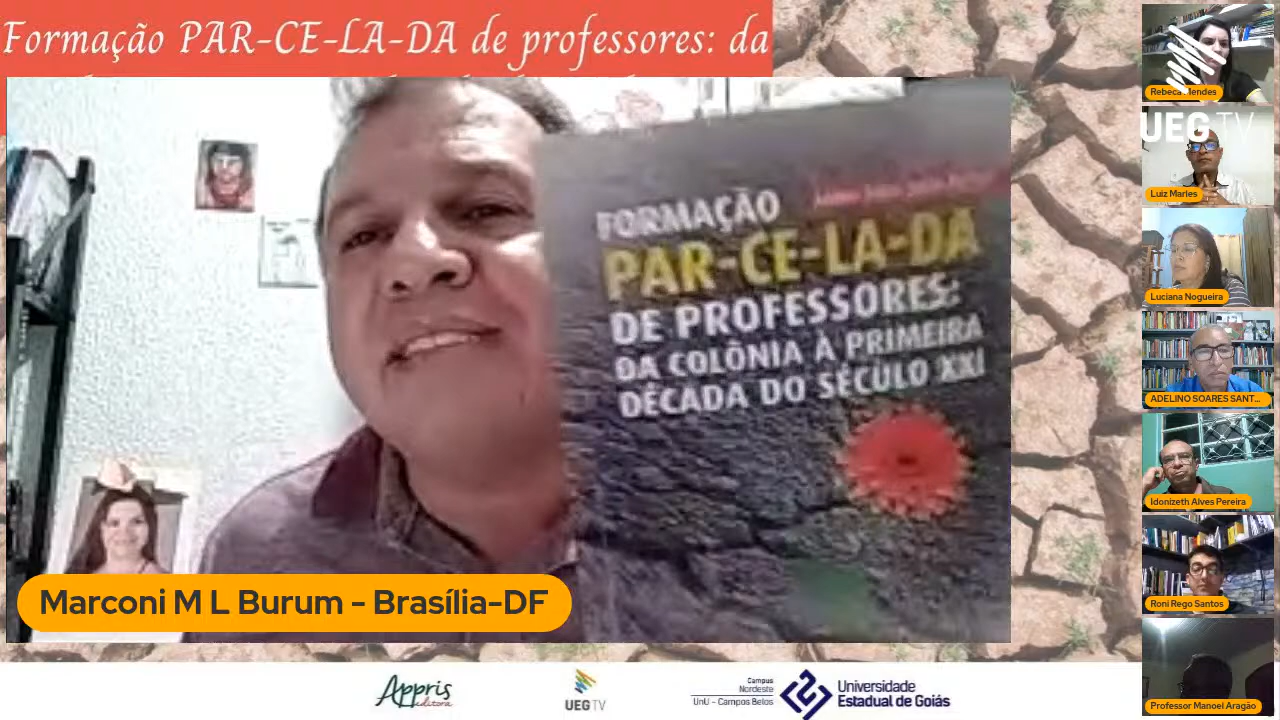 Formação PAR-CE-LA-DA de professores: da
FORMAÇÃO
PAR-CE-LA-DA
DE PROFESSORES:
DA COLÔNIA À PRIMEIRA
DÉCADA DO SÉCULO XXI
Marconi M L Burum - Brasília-DF
Rebeca Mendes
UEG TV
Luiz Maries
Luciana Nogueira
ADELINO SOARES SANT...
Idonizeth Alves Pereira
Roni Rego Santos
Professor Manoel Aragão
Appris
editora
UEG TV
Campus
Nordeste
UnU - Campos Belos
Universidade
Estadual de Goiás